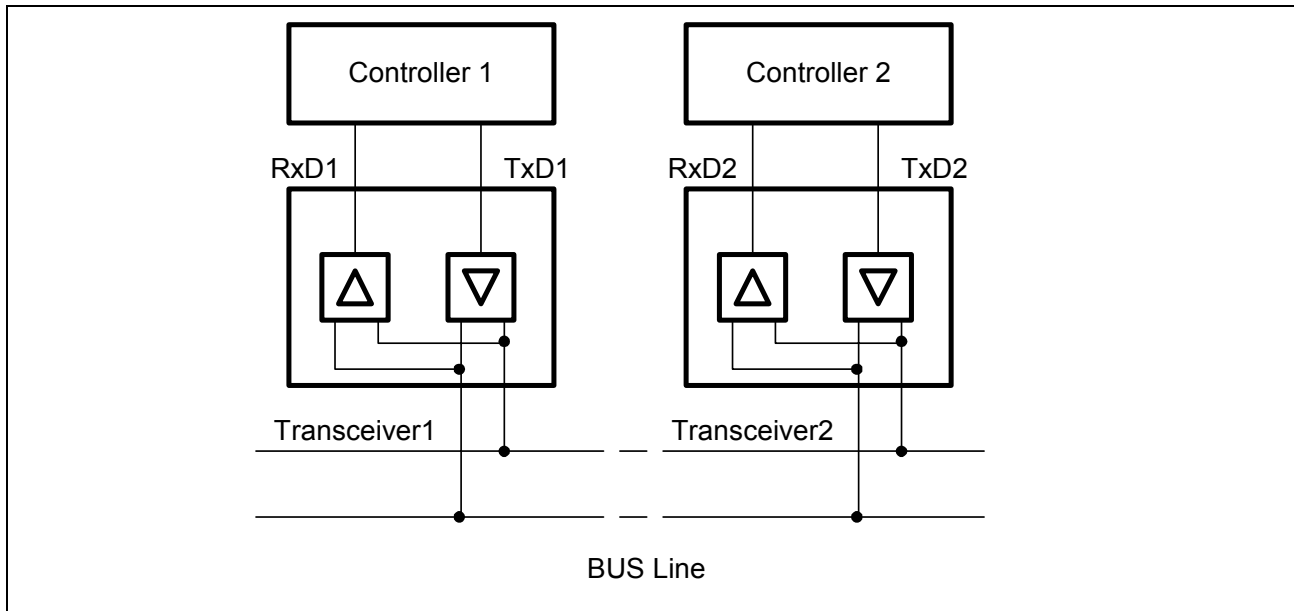 Controller 1
Controller 2
RxD1
TxD1
RxD2
TxD2
Transceiver1
Transceiver2
BUS Line